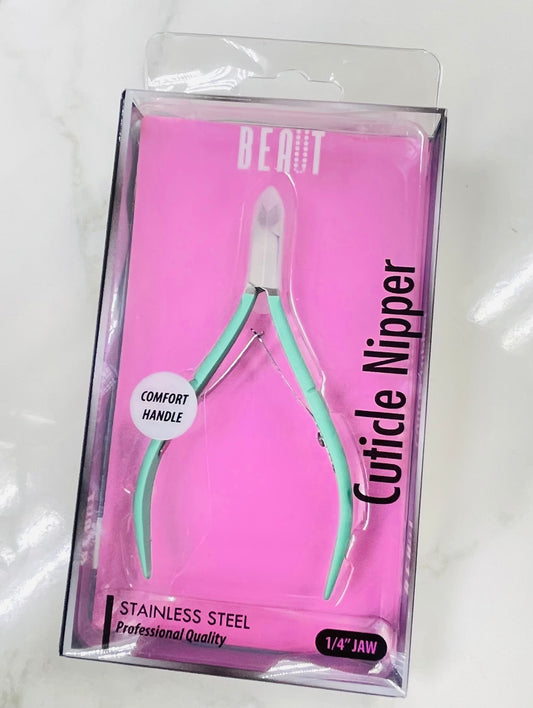 BEAUT
Cuticle Nipper
COMFORT
HANDLE
STAINLESS STEEL
Professional Quality
1/4" JAW